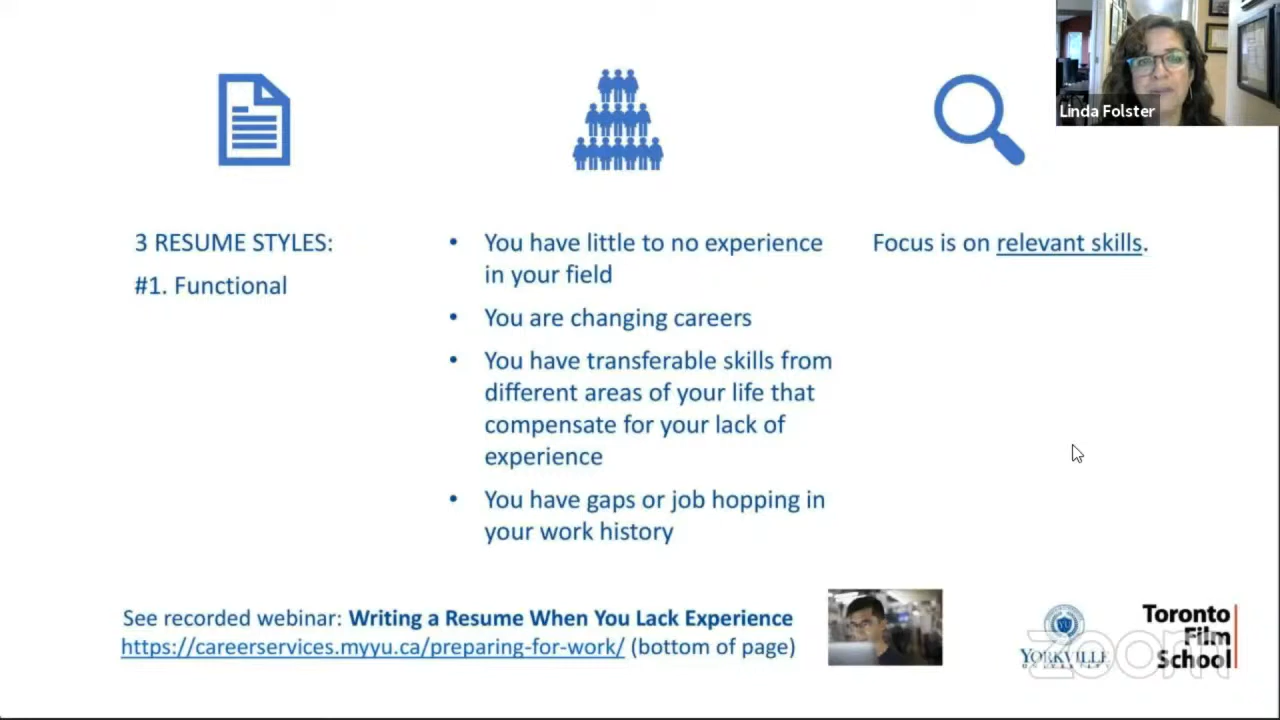 Linda Folster
3 RESUME STYLES:
#1. Functional
• You have little to no experience
in your field
• You are changing careers
• You have transferable skills from
different areas of your life that
compensate for your lack of
experience
• You have gaps or job hopping in
your work history
Focus is on relevant skills.
See recorded webinar: Writing a Resume When You Lack Experience
https://careerservices.myyu.ca/preparing-for-work/ (bottom of page)
YORKVILLE
UNIVERSITY
Toronto
Film
School
zoom